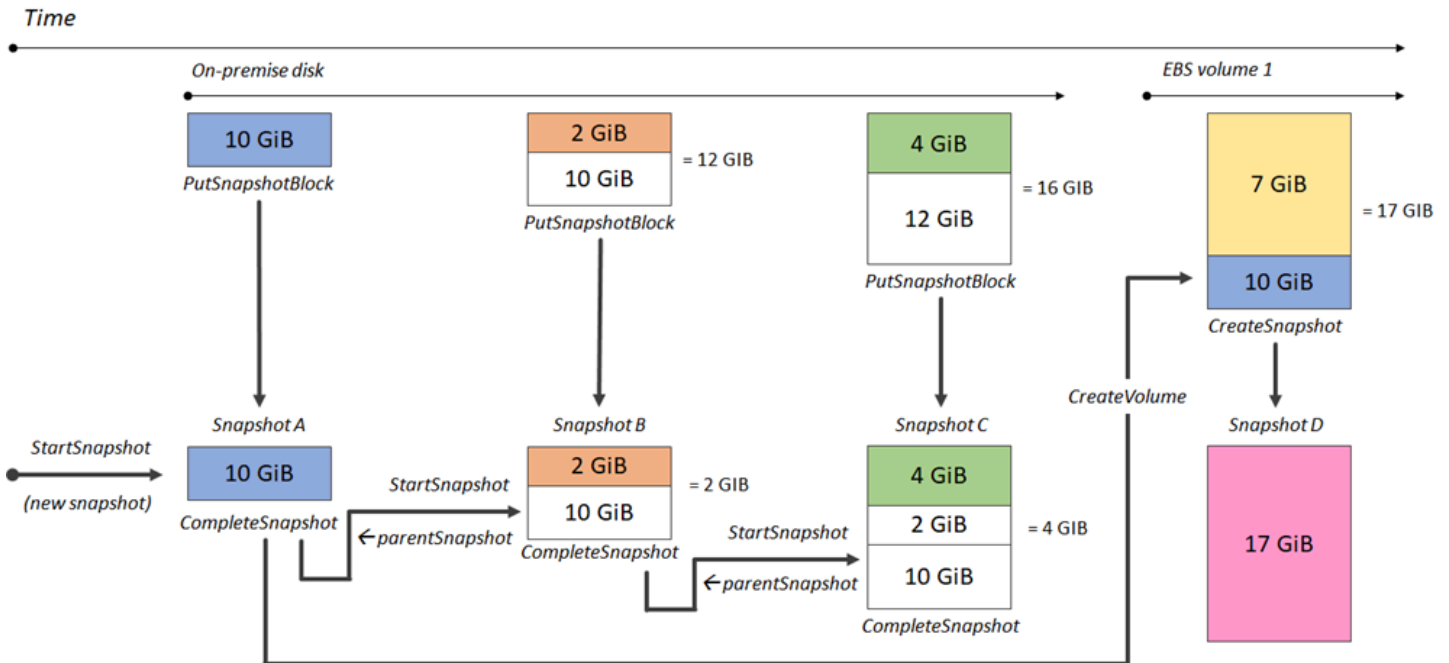 Time
On-premise disk
EBS volume 1
10 GiB
PutSnapshotBlock
2 GiB
10 GiB
= 12 GIB
PutSnapshotBlock
4 GiB
12 GiB
= 16 GIB
PutSnapshotBlock
7 GiB
= 17 GIB
10 GiB
CreateSnapshot
CreateVolume
StartSnapshot
(new snapshot)
Snapshot A
10 GiB
CompleteSnapshot
StartSnapshot
←parentSnapshot
Snapshot B
2 GiB
10 GiB
= 2 GIB
CompleteSnapshot
StartSnapshot
←parentSnapshot
Snapshot C
4 GiB
2 GiB
10 GiB
= 4 GIB
CompleteSnapshot
Snapshot D
17 GiB